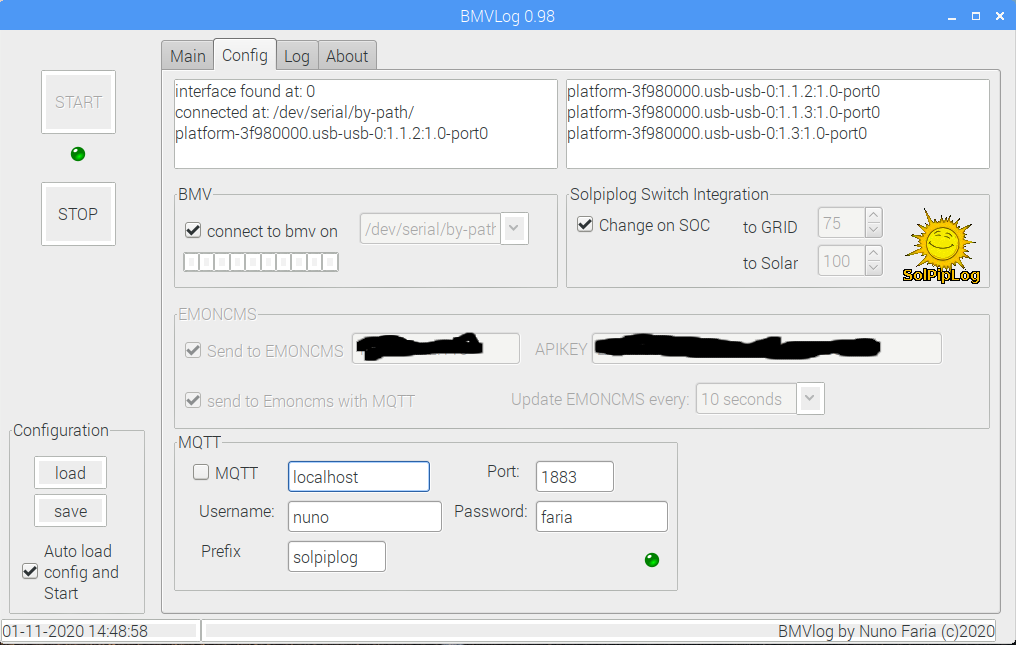 BMVLog 0.98
Main
Config
Log
About
START
STOP
interface found at: 0
connected at: /dev/serial/by-path/
platform-3f980000.usb-usb-0:1.1.2:1.0-port0
platform-3f980000.usb-usb-0:1.1.2:1.0-port0
platform-3f980000.usb-usb-0:1.1.3:1.0-port0
platform-3f980000.usb-usb-0:1.3:1.0-port0
BMV
connect to bmv on
/dev/serial/by-path
Solpiplog Switch Integration
Change on SOC
to GRID
75
to Solar
100
SolPipLog
EMONCMS
Send to EMONCMS
APIKEY
send to Emoncms with MQTT
Update EMONCMS every:
10 seconds
MQTT
MQTT
localhost
Port:
1883
Username:
nuno
Password:
faria
Prefix
solpiplog
Configuration
load
save
Auto load
config and
Start
01-11-2020 14:48:58
BMVlog by Nuno Faria (c)2020